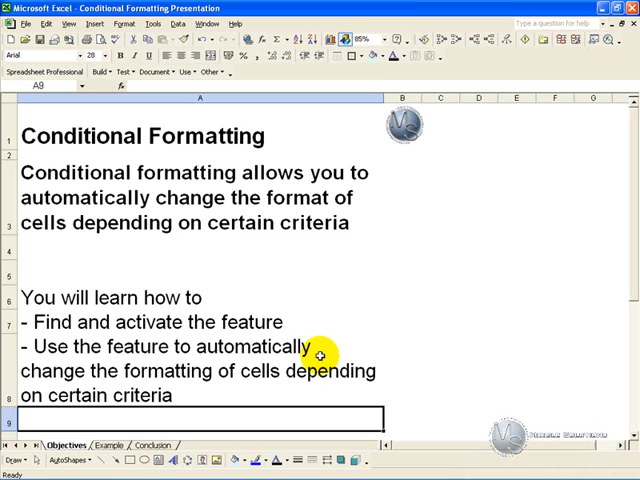 Microsoft Excel - Conditional Formatting Presentation
File Edit View Insert Format Tools Data Window Help
Type a question for help
85%
Arial 28
Spreadsheet Professional Build Test Document Use Other
A9 fx
A B C D E F G
1 Conditional Formatting
2
Conditional formatting allows you to
automatically change the format of
3 cells depending on certain criteria
4
5
6 You will learn how to
7 - Find and activate the feature
- Use the feature to automatically
change the formatting of cells depending
8 on certain criteria
9
Objectives Example Conclusion
Draw AutoShapes
Ready